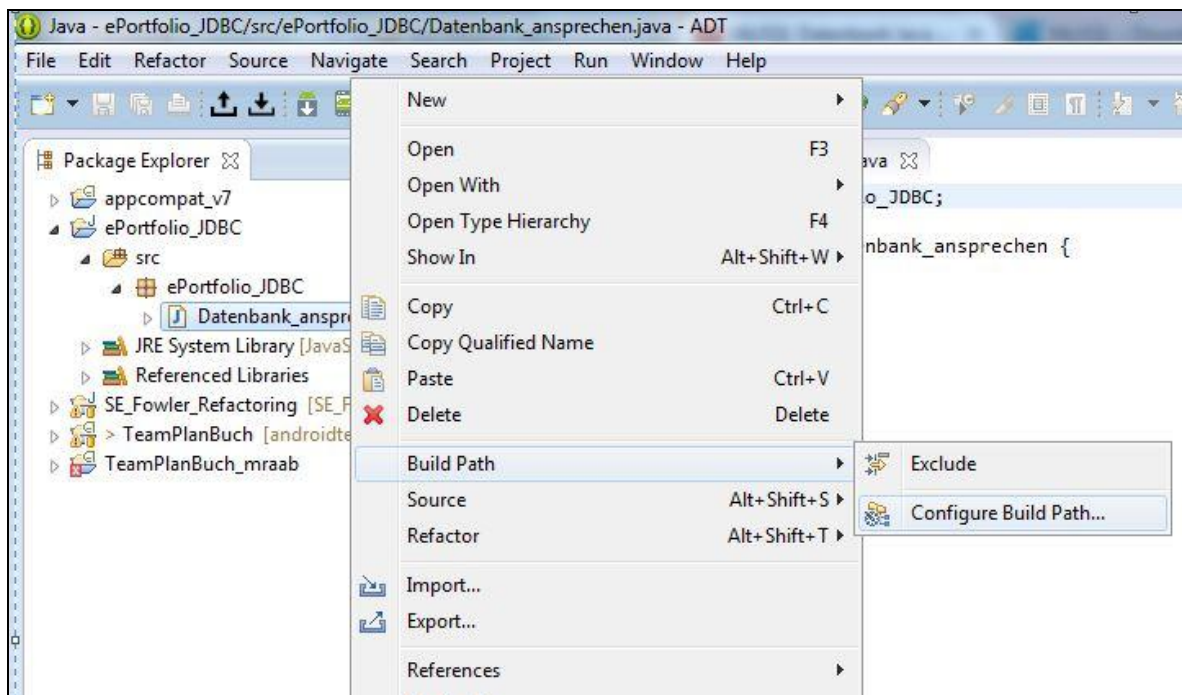 Java - ePortfolio_JDBC/src/ePortfolio_JDBC/Datenbank_ansprechen.java - ADT
File Edit Refactor Source Navigate Search Project Run Window Help
Package Explorer
appcompat_v7
ePortfolio_JDBC
src
ePortfolio_JDBC
Datenbank_anspre
JRE System Library [JavaS
Referenced Libraries
SE_Fowler_Refactoring [SE_F
> TeamPlanBuch [androidte
TeamPlanBuch_mraab
New
Open F3
Open With
Open Type Hierarchy F4
Show In Alt+Shift+W
Copy Ctrl+C
Copy Qualified Name
Paste Ctrl+V
Delete Delete
Build Path
Source Alt+Shift+S
Refactor Alt+Shift+T
Import...
Export...
References
Exclude
Configure Build Path...
ava
o_JDBC;
nbank_ansprechen {